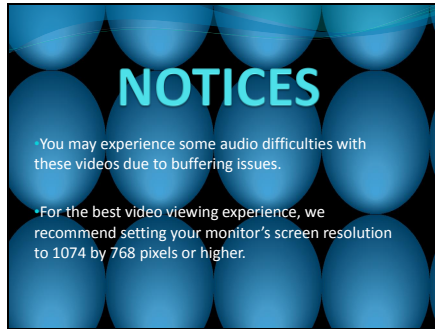 NOTICES
•You may experience some audio difficulties with
these videos due to buffering issues.
•For the best video viewing experience, we
recommend setting your monitor's screen resolution
to 1074 by 768 pixels or higher.